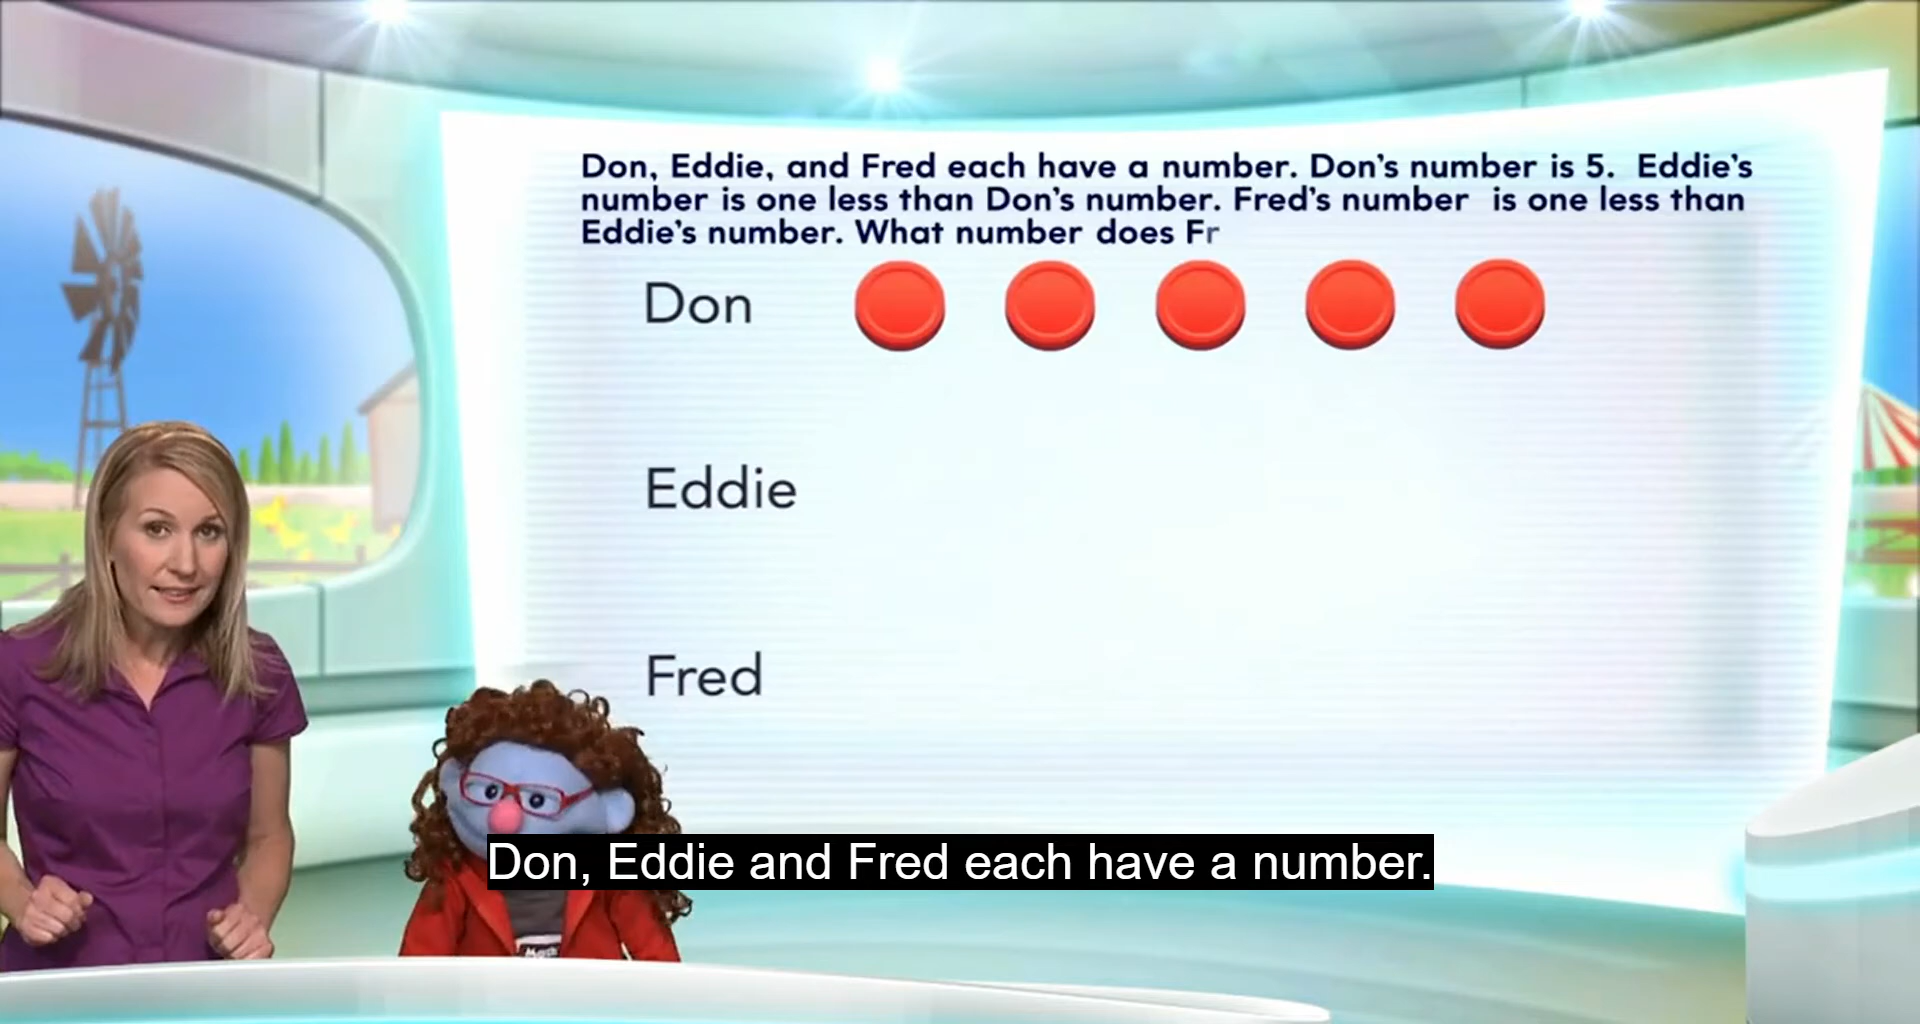 Don, Eddie, and Fred each have a number. Don's number is 5. Eddie's
number is one less than Don's number. Fred's number is one less than
Eddie's number. What number does Fr
Don
Eddie
Fred
Don, Eddie and Fred each have a number.